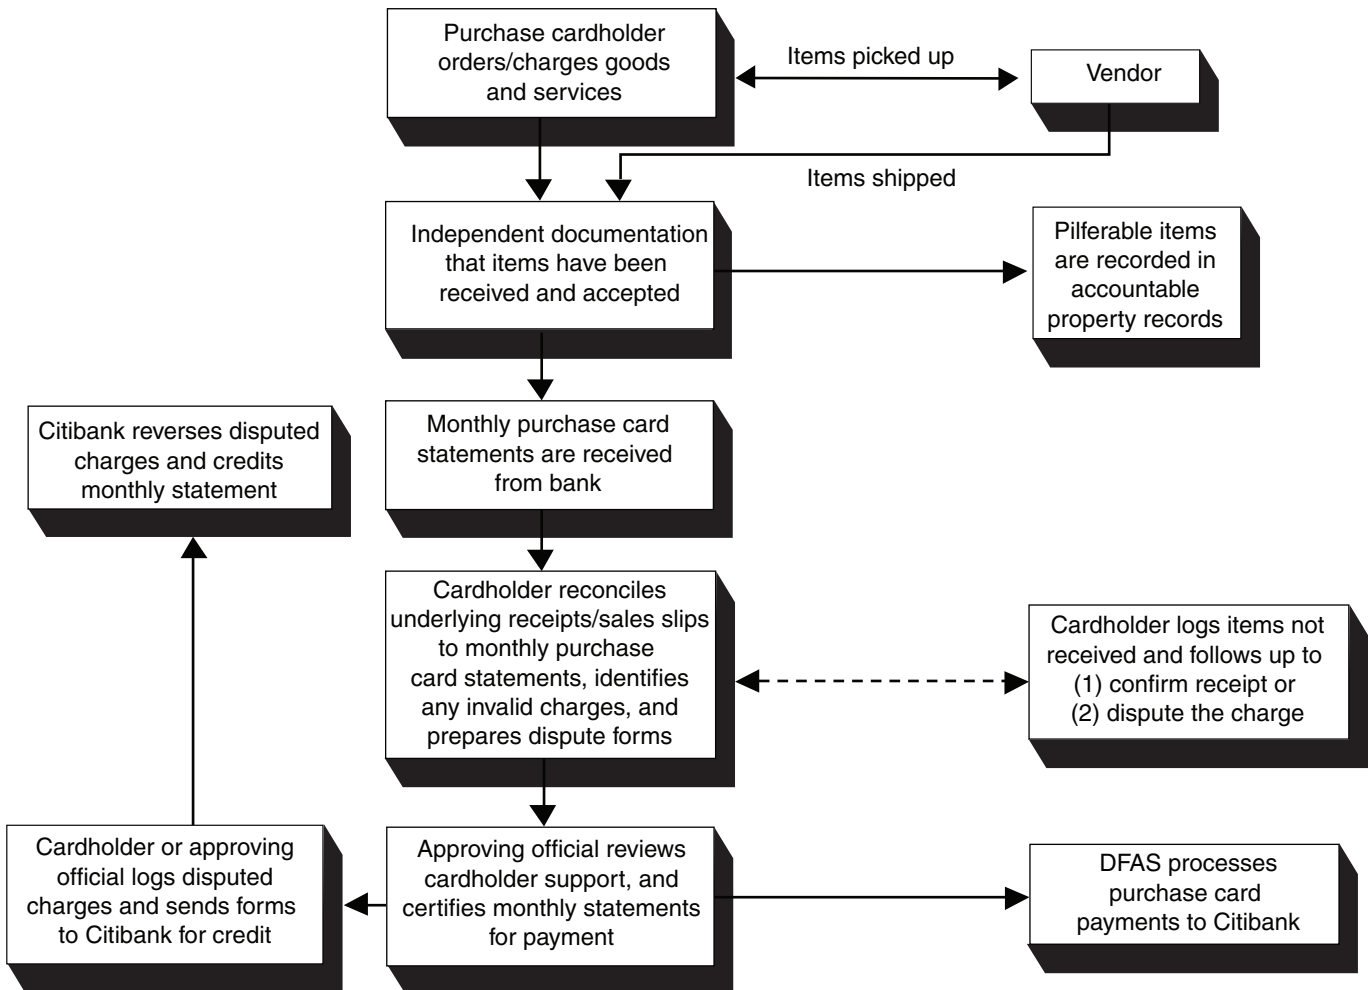 Purchase cardholder
orders/charges goods
and services
Items picked up
Vendor
Items shipped
Independent documentation
that items have been
received and accepted
Pilferable items
are recorded in
accountable
property records
Monthly purchase card
statements are received
from bank
Citibank reverses disputed
charges and credits
monthly statement
Cardholder reconciles
underlying receipts/sales slips
to monthly purchase
card statements, identifies
any invalid charges, and
prepares dispute forms
Cardholder logs items not
received and follows up to
(1) confirm receipt or
(2) dispute the charge
Cardholder or approving
official logs disputed
charges and sends forms
to Citibank for credit
Approving official reviews
cardholder support, and
certifies monthly statements
for payment
DFAS processes
purchase card
payments to Citibank